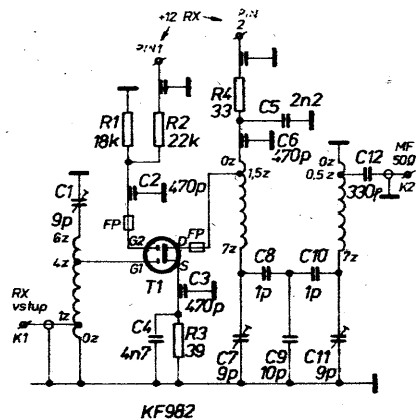 +12 RX
PIN1
PIN 2
R4
33
C5 2n2
R1
18k
R2
22k
C6
470p
MF
50Ω
C12
330p
K2
0z
0z
0,5z
1,5z
C1
9p
C2
470p
FP
FP
6z
4z
G2
G1
D
S
T1
7z
7z
C8
1p
C10
1p
RX
vstup
K1
1z
0z
C3
470p
C4
4n7
R3
39
C7
9p
C9
10p
C11
9p
KF982